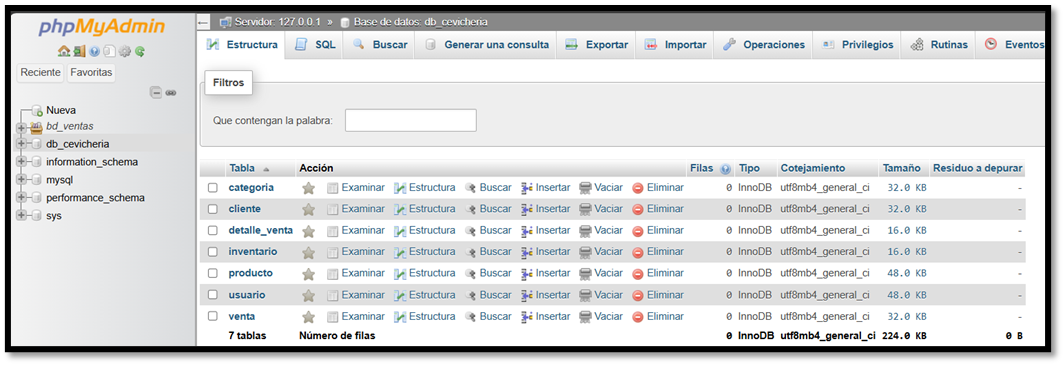 phpMyAdmin
Reciente Favoritas
Nueva
bd_ventas
db_cevicheria
information_schema
mysql
performance_schema
sys
Servidor: 127.0.0.1 » Base de datos: db_cevicheria
Estructura SQL Buscar Generar una consulta Exportar Importar Operaciones Privilegios Rutinas Eventos
Filtros
Que contengan la palabra:
Tabla Acción Filas Tipo Cotejamiento Tamaño Residuo a depurar
categoria Examinar Estructura Buscar Insertar Vaciar Eliminar 0 InnoDB utf8mb4_general_ci 32.0 KB -
cliente Examinar Estructura Buscar Insertar Vaciar Eliminar 0 InnoDB utf8mb4_general_ci 32.0 KB -
detalle_venta Examinar Estructura Buscar Insertar Vaciar Eliminar 0 InnoDB utf8mb4_general_ci 16.0 KB -
inventario Examinar Estructura Buscar Insertar Vaciar Eliminar 0 InnoDB utf8mb4_general_ci 16.0 KB -
producto Examinar Estructura Buscar Insertar Vaciar Eliminar 0 InnoDB utf8mb4_general_ci 48.0 KB -
usuario Examinar Estructura Buscar Insertar Vaciar Eliminar 0 InnoDB utf8mb4_general_ci 48.0 KB -
venta Examinar Estructura Buscar Insertar Vaciar Eliminar 0 InnoDB utf8mb4_general_ci 32.0 KB -
7 tablas Número de filas 0 InnoDB utf8mb4_general_ci 224.0 KB 0 B